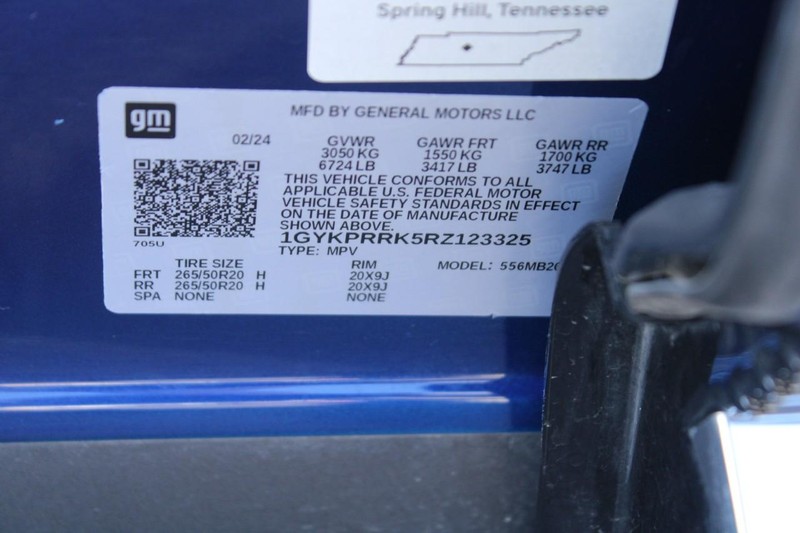 Spring Hill, Tennessee
gm
MFD BY GENERAL MOTORS LLC
02/24 GVWR GAWR FRT GAWR RR
3050 KG 1550 KG 1700 KG
6724 LB 3417 LB 3747 LB
THIS VEHICLE CONFORMS TO ALL
APPLICABLE U.S. FEDERAL MOTOR
VEHICLE SAFETY STANDARDS IN EFFECT
ON THE DATE OF MANUFACTURE
SHOWN ABOVE.
705U
1GYKPRRK5RZ123325
TYPE: MPV
TIRE SIZE RIM MODEL:
FRT 265/50R20 H 20X9J
RR 265/50R20 H 20X9J
SPA NONE NONE